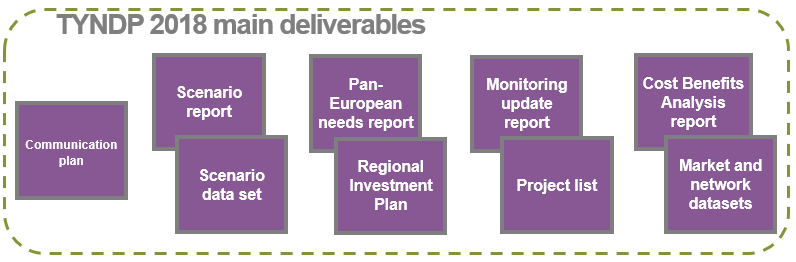 TYNDP 2018 main deliverables
Communication
plan
Scenario
report
Scenario
data set
Pan-
European
needs report
Regional
Investment
Plan
Monitoring
update
report
Project list
Cost Benefits
Analysis
report
Market and
network
datasets